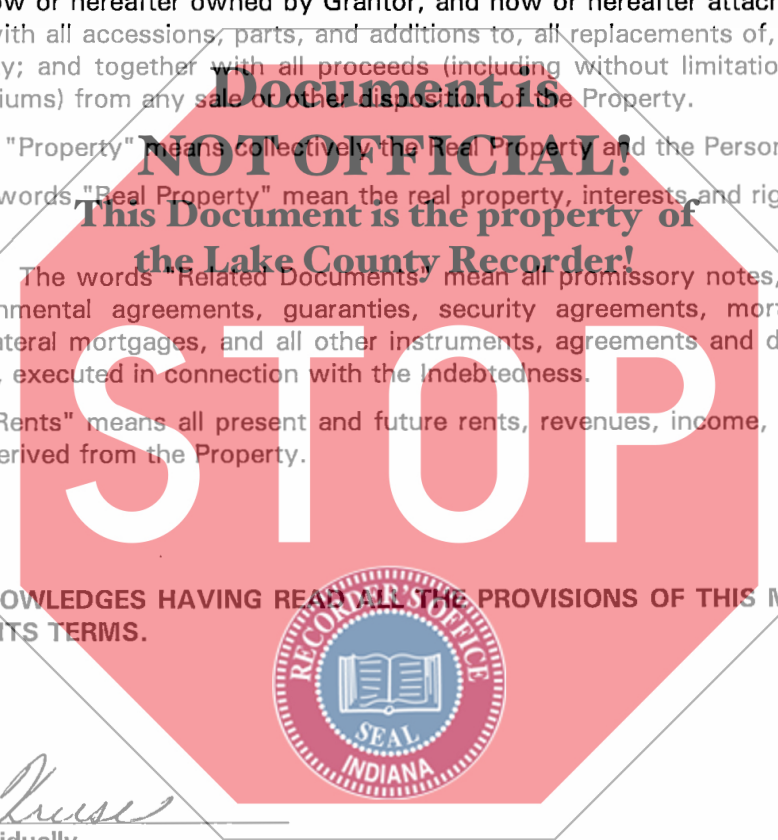 ow or hereafter owned by Grantor, and now or hereafter attach
with all accessions, parts, and additions to, all replacements of,
y; and together with all proceeds (including without limitatio
iums) from any sale or other disposition of the Property.
Document is
"Property" means collectively the Real Property and the Person
NOT OFFICIAL!
words "Real Property" mean the real property, interests and rig
This Document is the property of
the Lake County Recorder!
The words "Related Documents" mean all promissory notes,
nmental agreements, guaranties, security agreements, mor
ateral mortgages, and all other instruments, agreements and d
, executed in connection with the Indebtedness.
Rents" means all present and future rents, revenues, income,
erived from the Property.
STOP
OWLEDGES HAVING READ ALL THE PROVISIONS OF THIS M
ITS TERMS.
RECORDER'S OFFICE
SEAL
INDIANA
Kruse
vidually